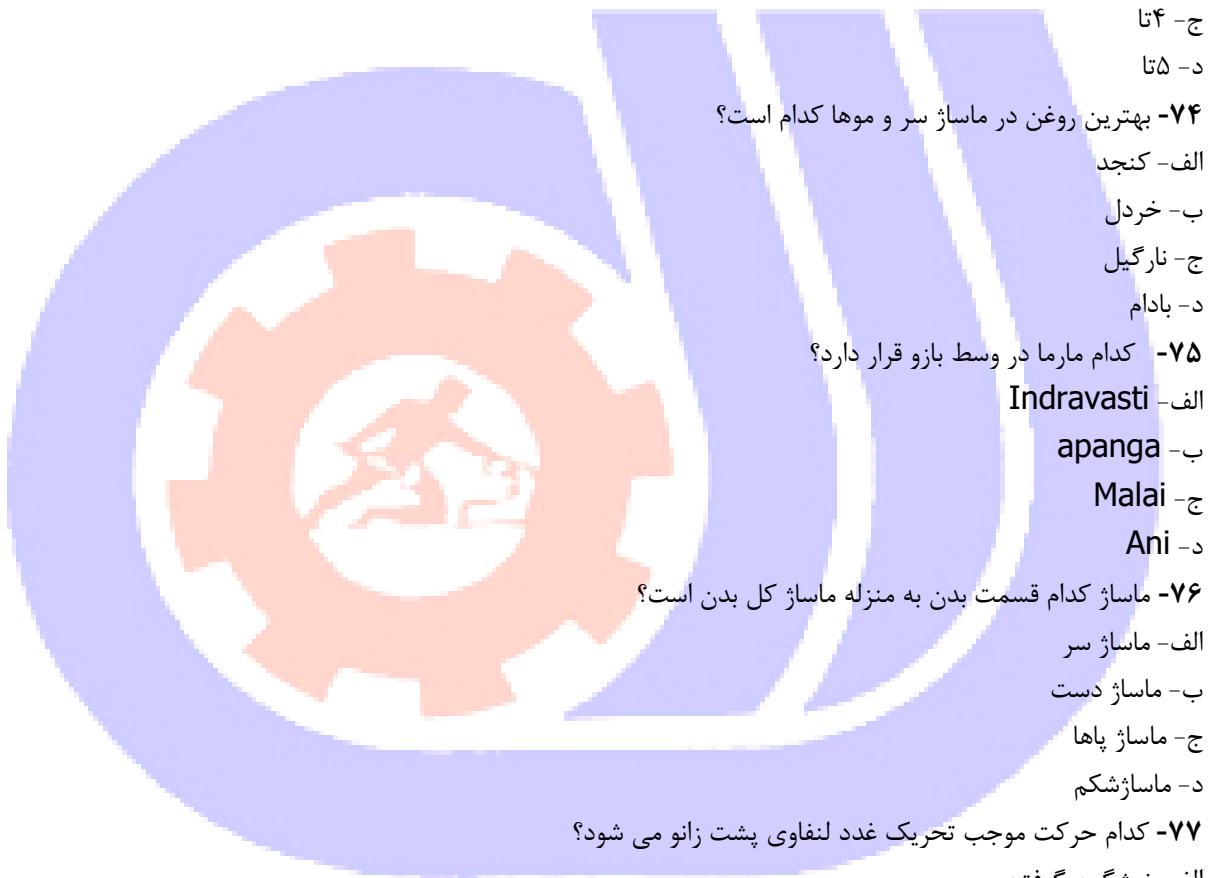 ج- ۴تا
د- ۵تا
۷۴- بهترین روغن در ماساژ سر و موها کدام است؟
الف- کنجد
ب- خردل
ج- نارگیل
د- بادام
۷۵- کدام مارما در وسط بازو قرار دارد؟
الف- Indravasti
ب- apanga
ج- Malai
د- Ani
۷۶- ماساژ کدام قسمت بدن به منزله ماساژ کل بدن است؟
الف- ماساژ سر
ب- ماساژ دست
ج- ماساژ پاها
د- ماساژشکم
۷۷- کدام حرکت موجب تحریک غدد لنفاوی پشت زانو می شود؟